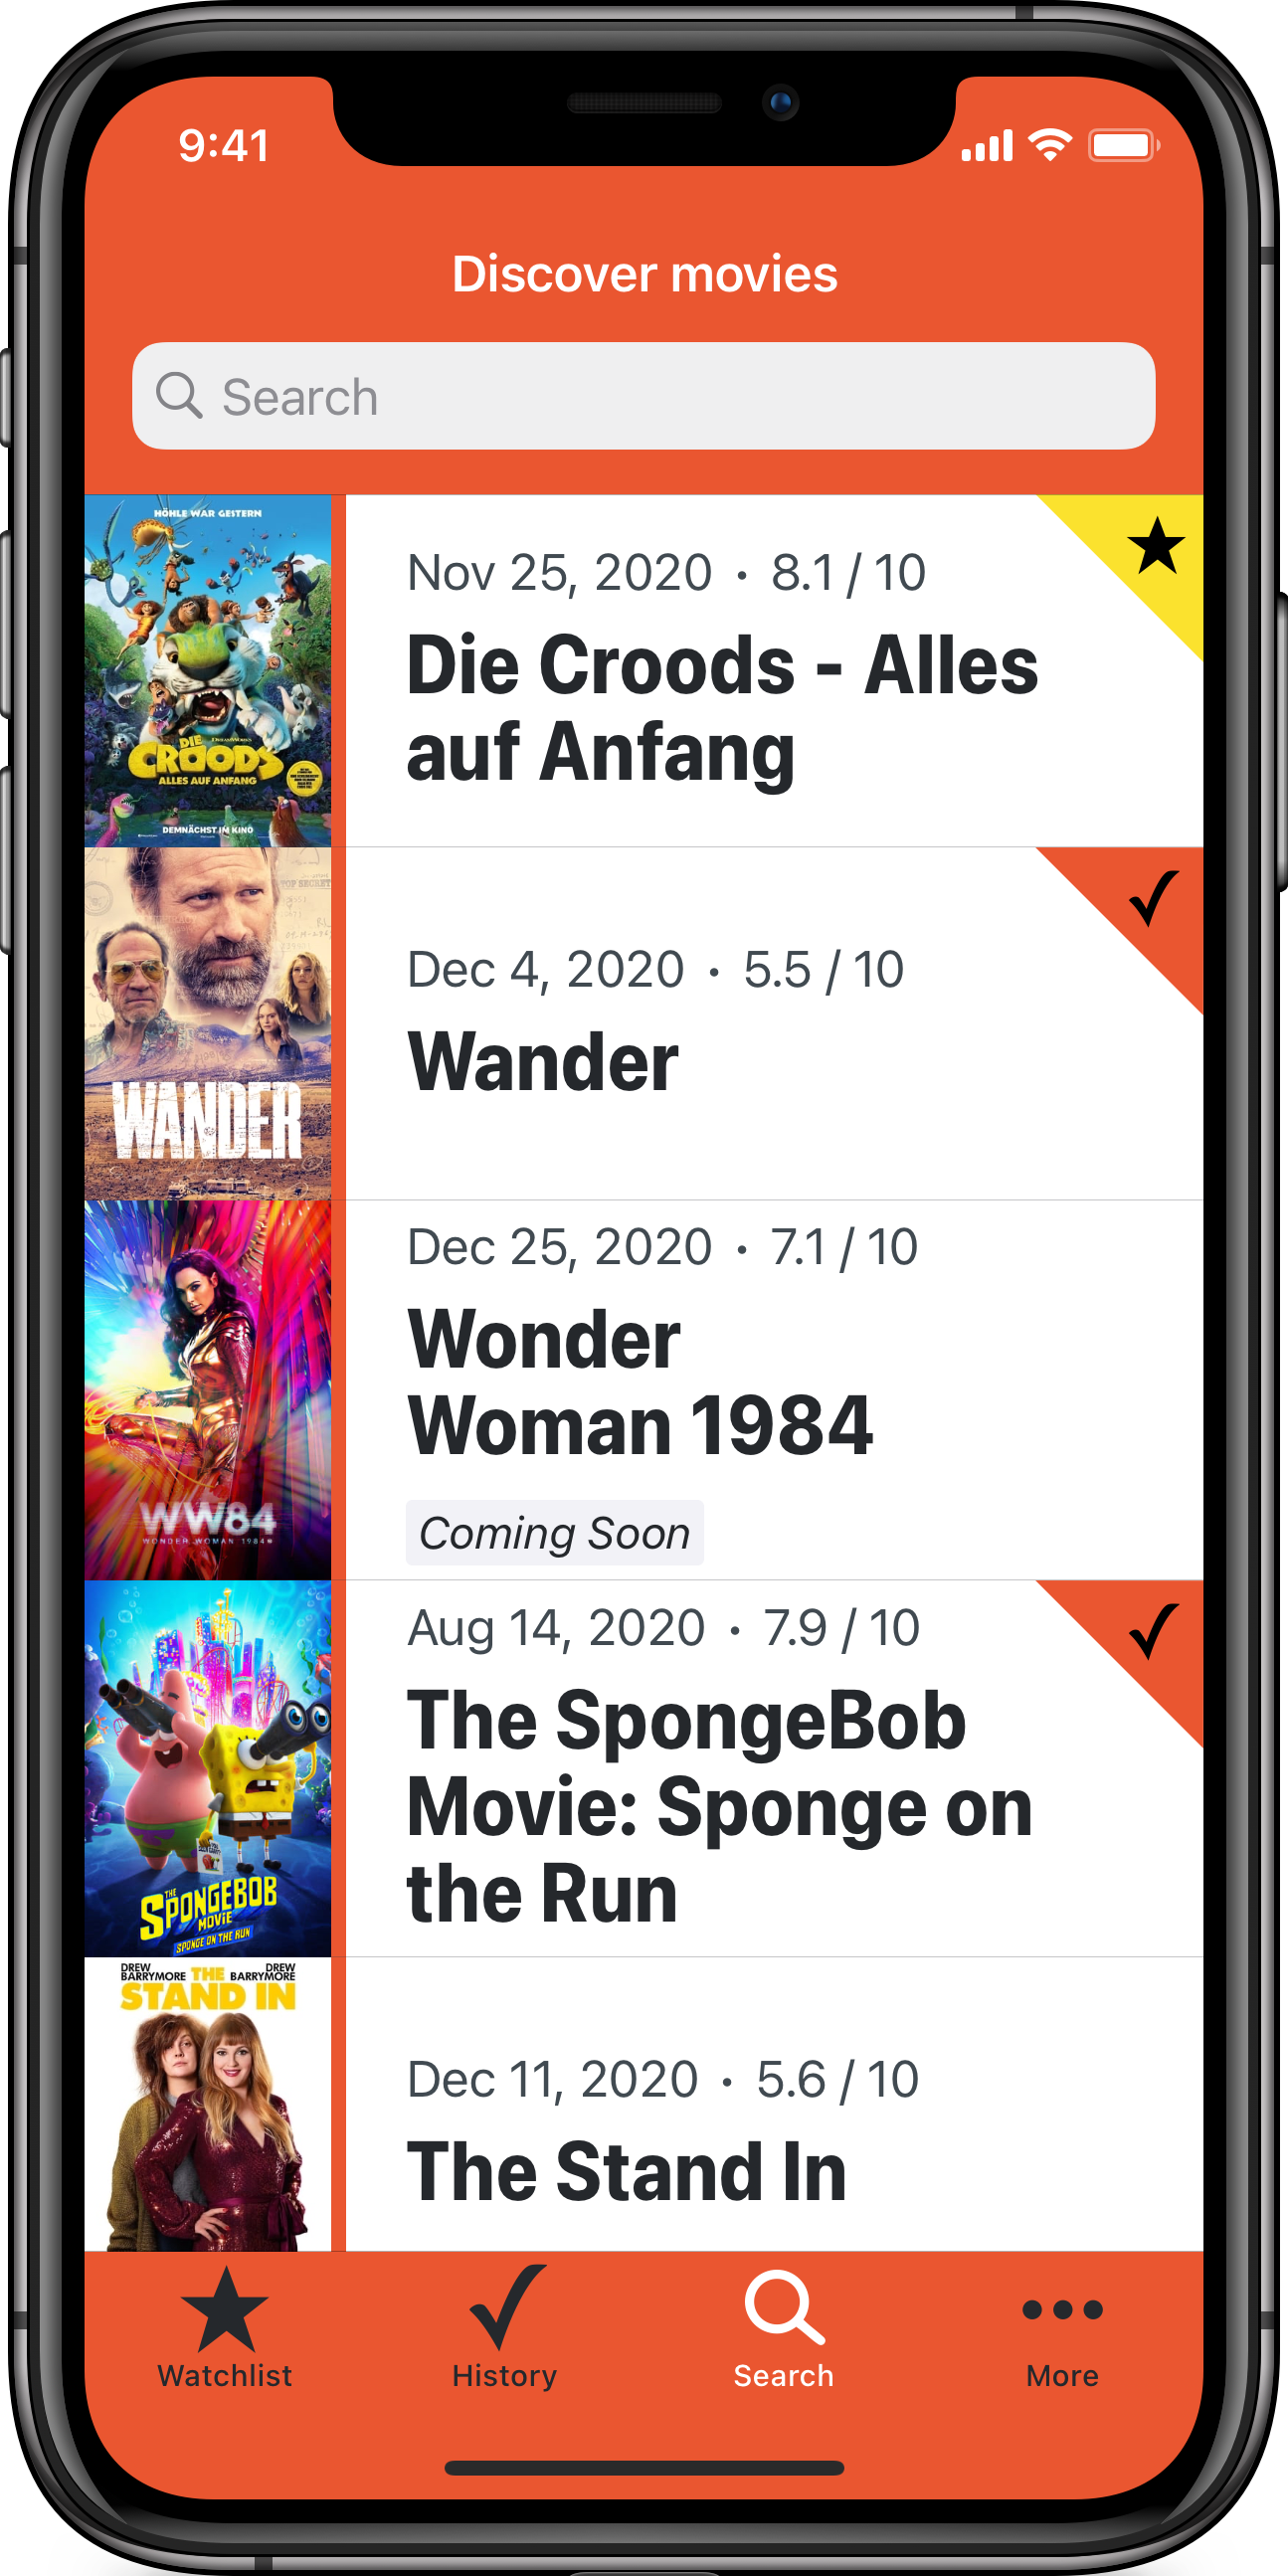 9:41
Discover movies
Search
HÖHLE WAR GESTERN
DIE
CROODS
ALLES AUF ANFANG
DEMNÄCHST IM KINO
Nov 25, 2020 · 8.1 / 10
Die Croods - Alles
auf Anfang
TOP SECRET
WANDER
Dec 4, 2020 · 5.5 / 10
Wander
WW84
WONDER WOMAN 1984
Dec 25, 2020 · 7.1 / 10
Wonder
Woman 1984
Coming Soon
THE
SPONGEBOB
MOVIE
SPONGE ON THE RUN
Aug 14, 2020 · 7.9 / 10
The SpongeBob
Movie: Sponge on
the Run
DREW BARRYMORE THE DREW BARRYMORE
STAND IN
Dec 11, 2020 · 5.6 / 10
The Stand In
Watchlist
History
Search
More